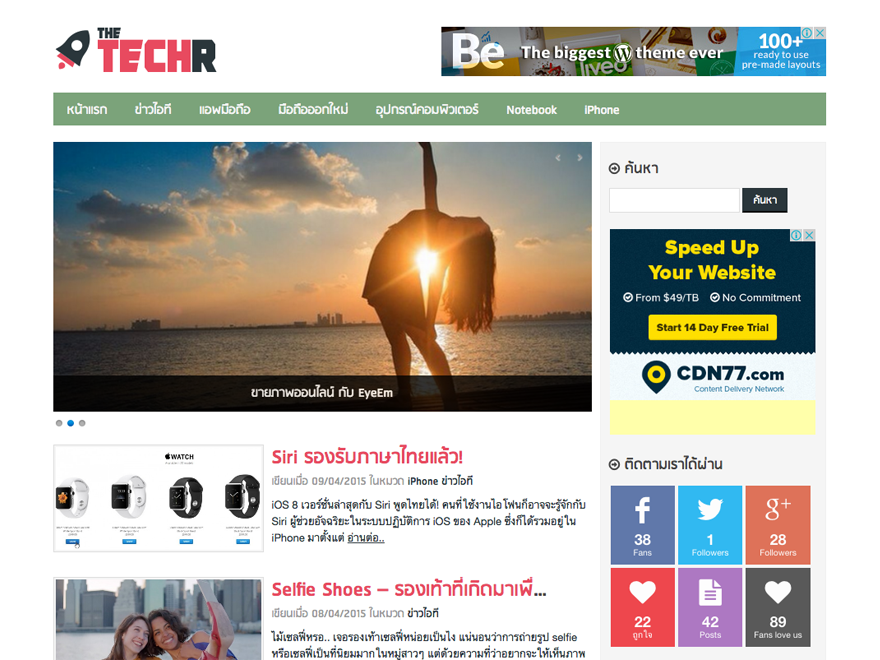 THE
TECHR
Be
The biggest W theme ever
100+
ready to use
pre-made layouts
หน้าแรก ข่าวไอที แอพมือถือ มือถือออกใหม่ อุปกรณ์คอมพิวเตอร์ Notebook iPhone
ขายภาพออนไลน์ กับ EyeEm
ค้นหา
ค้นหา
Speed Up
Your Website
From $49/TB No Commitment
Start 14 Day Free Trial
CDN77.com
Content Delivery Network
WATCH
Siri รองรับภาษาไทยแล้ว!
เขียนเมื่อ 09/04/2015 ในหมวด iPhone ข่าวไอที
iOS 8 เวอร์ชั่นล่าสุดกับ Siri พูดไทยได้! คนที่ใช้งานไอโฟนก็อาจจะรู้จักกับ
Siri ผู้ช่วยอัจฉริยะในระบบปฏิบัติการ iOS ของ Apple ซึ่งก็ได้รวมอยู่ใน
iPhone มาตั้งแต่ อ่านต่อ..
Selfie Shoes – รองเท้าที่เกิดมาเพื่...
เขียนเมื่อ 08/04/2015 ในหมวด ข่าวไอที
ไม้เซลฟี่หรอ.. เจอรองเท้าเซลฟี่หน่อยเป็นไง แน่นอนว่าการถ่ายรูป selfie
หรือเซลฟี่เป็นที่นิยมมากในหมู่สาวๆ แต่ด้วยความที่ว่าอยากจะให้เห็นภาพ
ติดตามเราได้ผ่าน
38
Fans
1
Followers
28
Followers
22
ถูกใจ
42
Posts
89
Fans love us